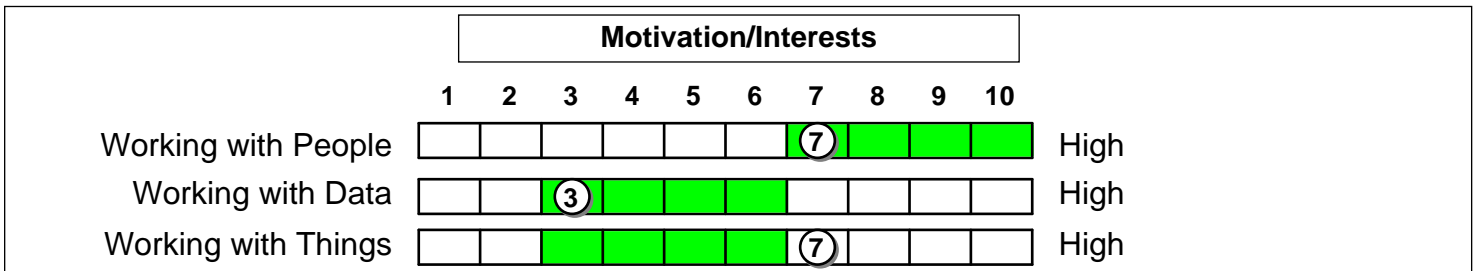 Motivation/Interests
1 2 3 4 5 6 7 8 9 10
Working with People 7 High
Working with Data 3 High
Working with Things 7 High